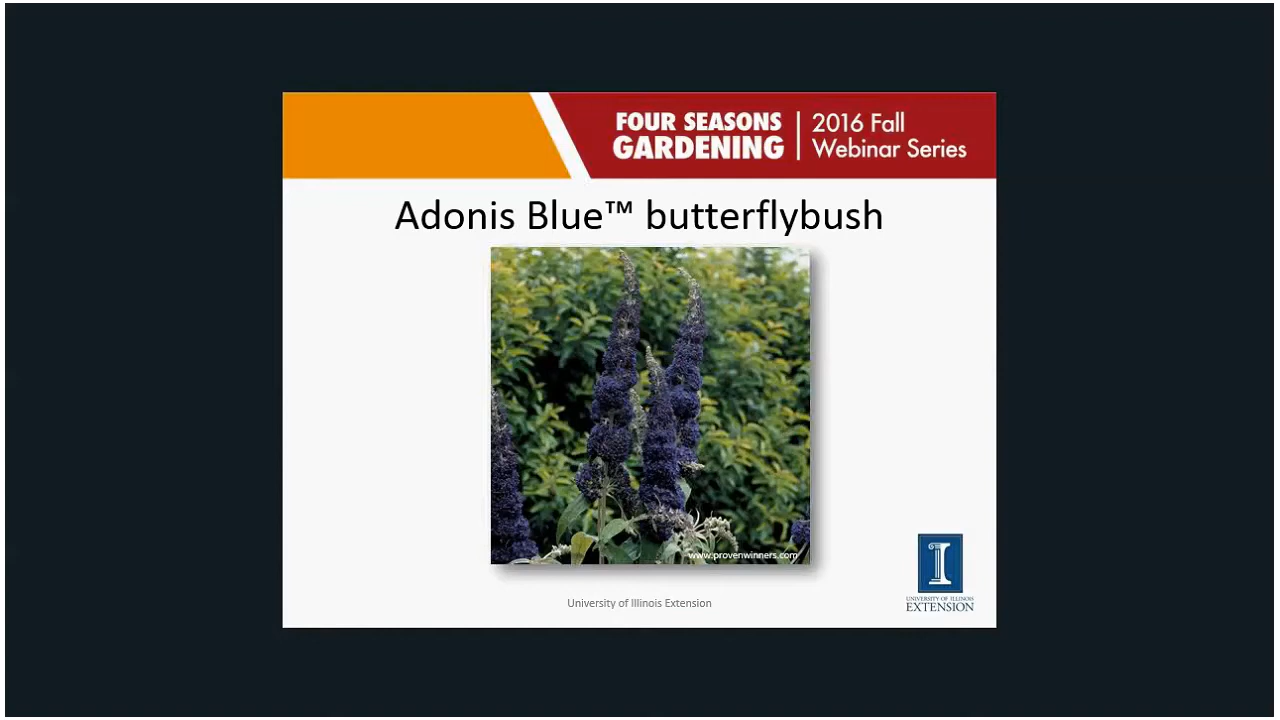 FOUR SEASONS
GARDENING
2016 Fall
Webinar Series
Adonis Blue™ butterflybush
www.provenwinners.com
University of Illinois Extension
I
UNIVERSITY OF ILLINOIS
EXTENSION